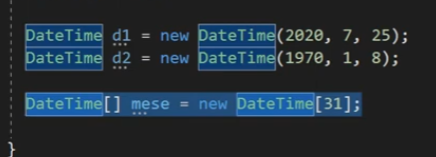 DateTime d1 = new DateTime(2020, 7, 25);
DateTime d2 = new DateTime(1970, 1, 8);
DateTime[] mese = new DateTime[31];
}